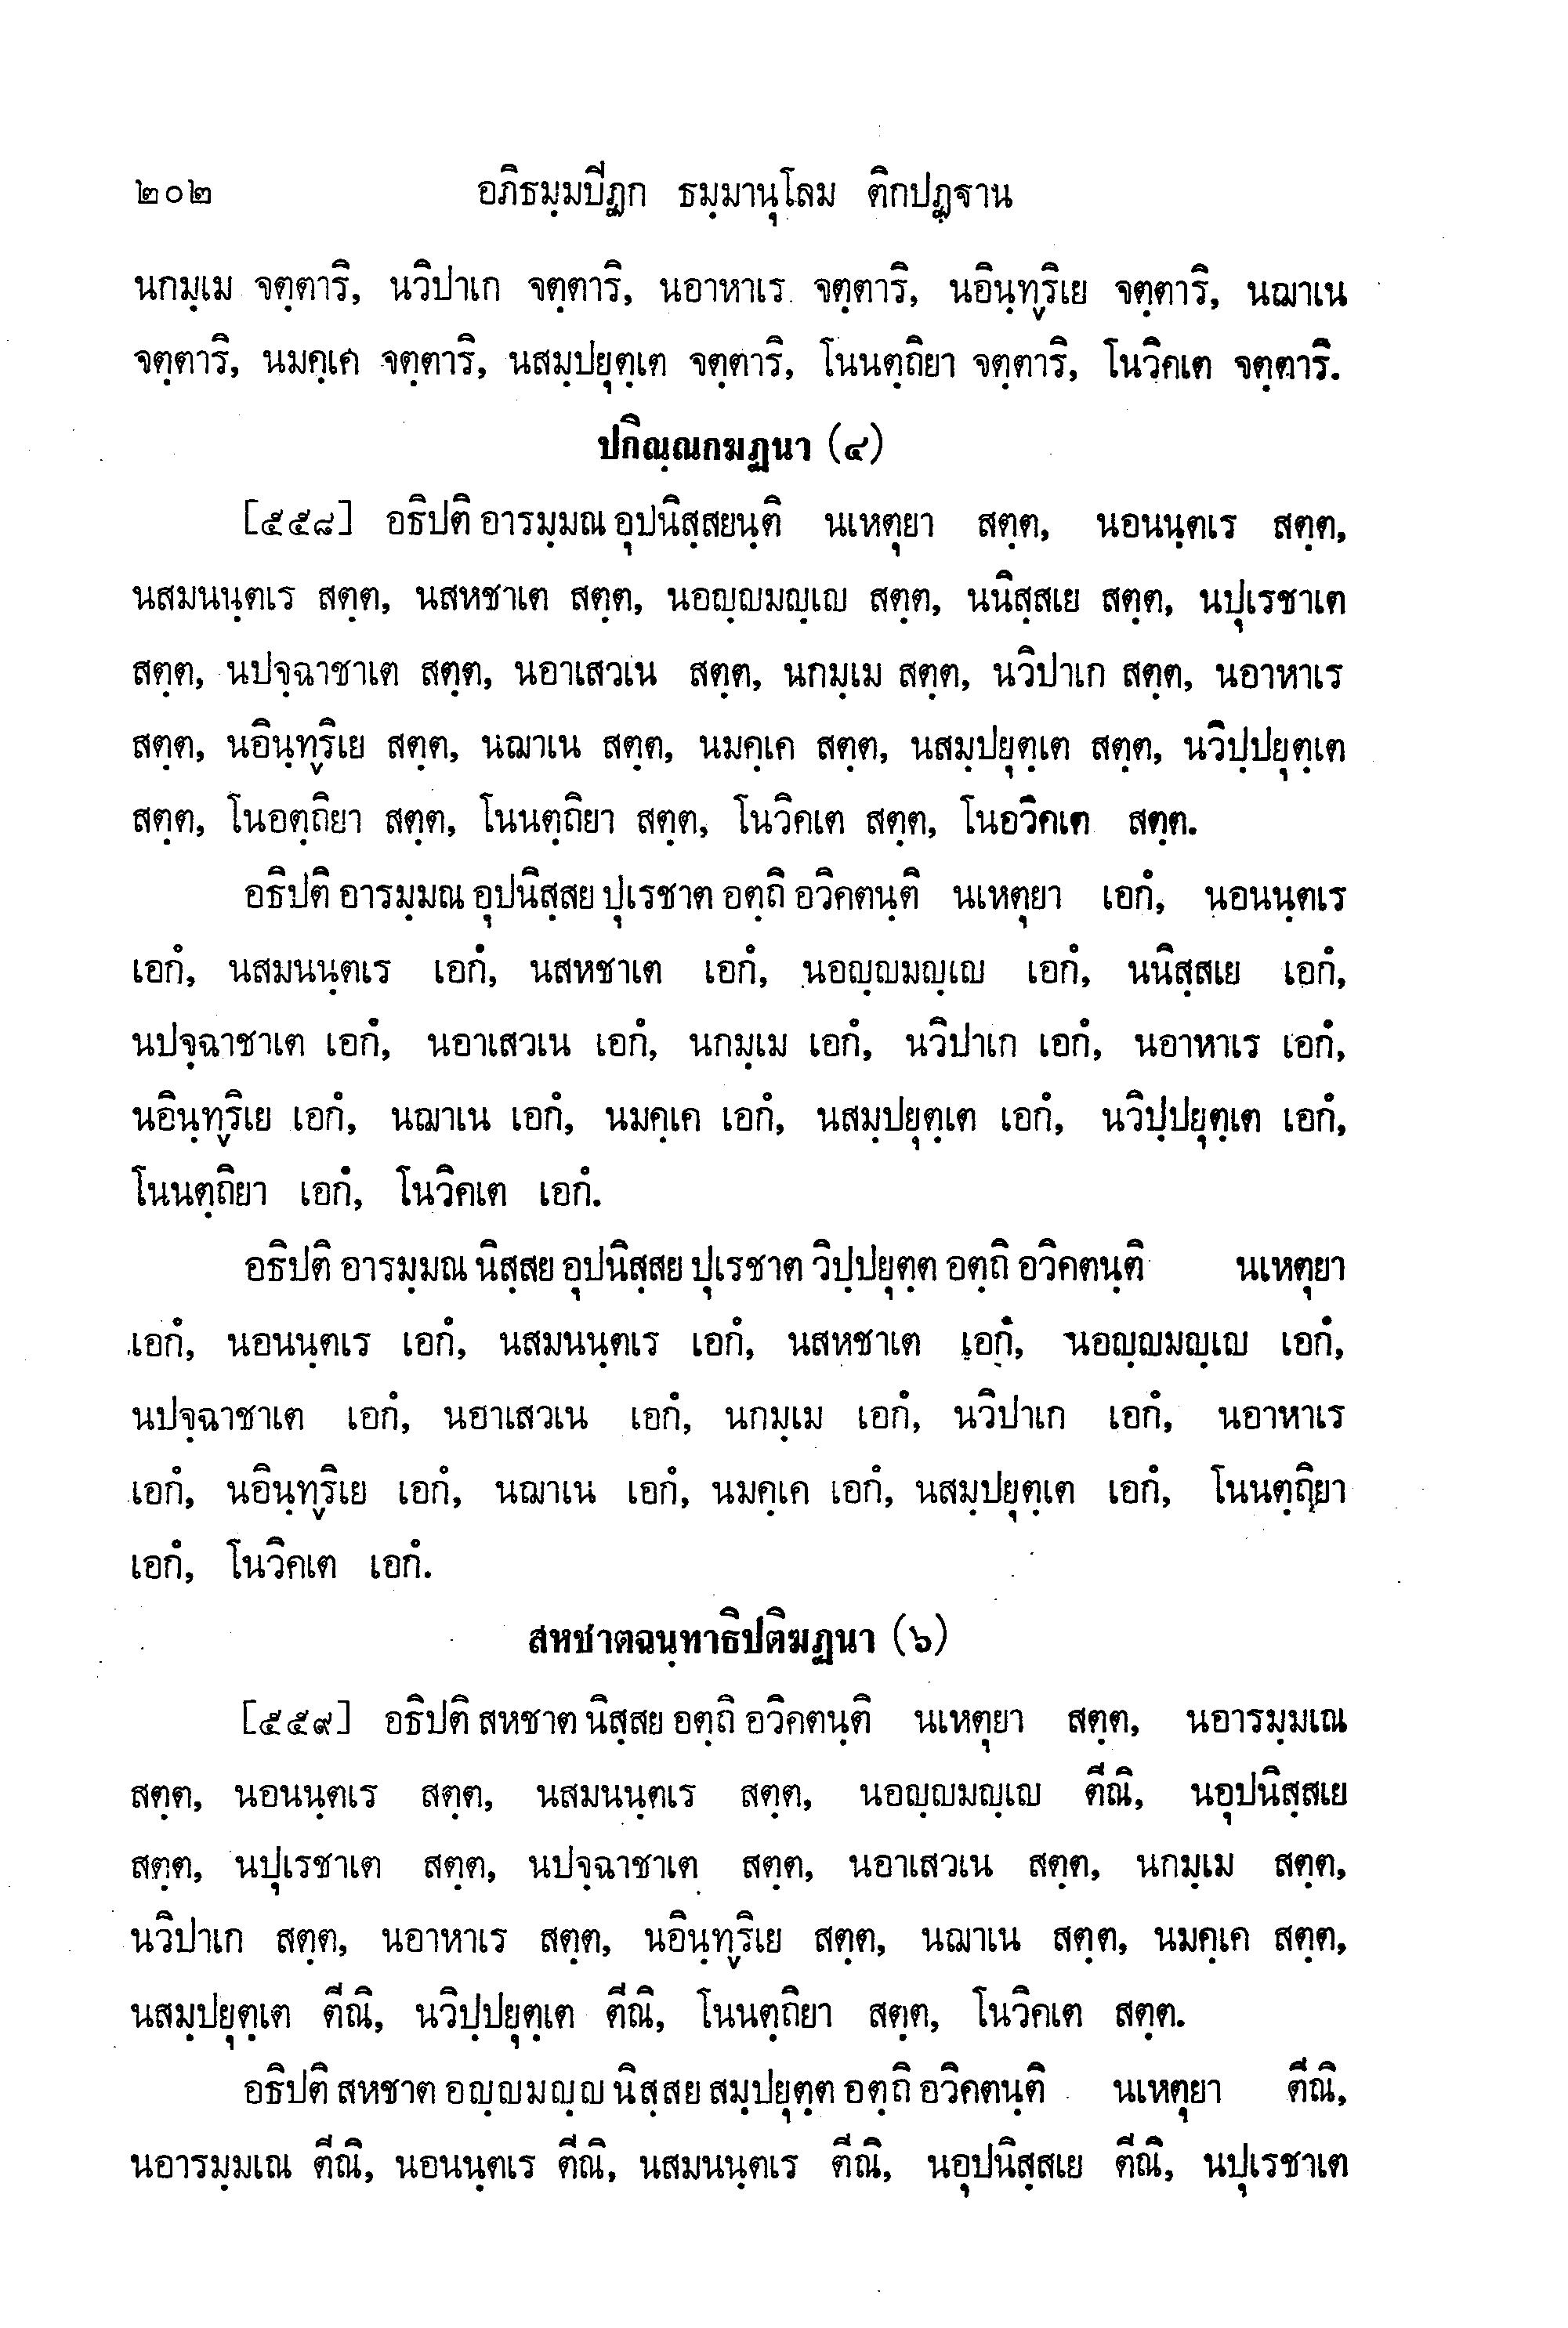 ๒๐๒ อภิธมฺมปีฏก ธมฺมานุโลม ติกปฏฺฐาน
นกมฺเม จตฺตาริ, นวิปาเก จตฺตาริ, นอาหาเร จตฺตาริ, นอินฺทฺริเย จตฺตาริ, นฌาเน
จตฺตาริ, นมคฺเค จตฺตาริ, นสมฺปยุตฺเต จตฺตาริ, โนนตฺถิยา จตฺตาริ, โนวิคเต จตฺตาริ.
ปกิณฺณกฆฏนา (๔)
[๕๕๘] อธิปติ อารมฺมณ อุปนิสฺสยนฺติ นเหตุยา สตฺต, นอนนฺตเร สตฺต,
นสมนนฺตเร สตฺต, นสหชาเต สตฺต, นอญฺญมญฺเญ สตฺต, นนิสฺสเย สตฺต, นปุเรชาเต
สตฺต, นปจฺฉาชาเต สตฺต, นอาเสวเน สตฺต, นกมฺเม สตฺต, นวิปาเก สตฺต, นอาหาเร
สตฺต, นอินฺทฺริเย สตฺต, นฌาเน สตฺต, นมคฺเค สตฺต, นสมฺปยุตฺเต สตฺต, นวิปฺปยุตฺเต
สตฺต, โนอตฺถิยา สตฺต, โนนตฺถิยา สตฺต, โนวิคเต สตฺต, โนอวิคเต สตฺต.
อธิปติ อารมฺมณ อุปนิสฺสย ปุเรชาต อตฺถิ อวิคตนฺติ นเหตุยา เอกํ, นอนนฺตเร
เอกํ, นสมนนฺตเร เอกํ, นสหชาเต เอกํ, นอญฺญมญฺเญ เอกํ, นนิสฺสเย เอกํ,
นปจฺฉาชาเต เอกํ, นอาเสวเน เอกํ, นกมฺเม เอกํ, นวิปาเก เอกํ, นอาหาเร เอกํ,
นอินฺทฺริเย เอกํ, นฌาเน เอกํ, นมคฺเค เอกํ, นสมฺปยุตฺเต เอกํ, นวิปฺปยุตฺเต เอกํ,
โนนตฺถิยา เอกํ, โนวิคเต เอกํ.
อธิปติ อารมฺมณ นิสฺสย อุปนิสฺสย ปุเรชาต วิปฺปยุตฺต อตฺถิ อวิคตนฺติ นเหตุยา
เอกํ, นอนนฺตเร เอกํ, นสมนนฺตเร เอกํ, นสหชาเต เอกํ, นอญฺญมญฺเญ เอกํ,
นปจฺฉาชาเต เอกํ, นอาเสวเน เอกํ, นกมฺเม เอกํ, นวิปาเก เอกํ, นอาหาเร
เอกํ, นอินฺทฺริเย เอกํ, นฌาเน เอกํ, นมคฺเค เอกํ, นสมฺปยุตฺเต เอกํ, โนนตฺถิยา
เอกํ, โนวิคเต เอกํ.
สหชาตฉนฺทาธิปติฆฏนา (๖)
[๕๕๙] อธิปติ สหชาต นิสฺสย อตฺถิ อวิคตนฺติ นเหตุยา สตฺต, นอารมฺมเณ
สตฺต, นอนนฺตเร สตฺต, นสมนนฺตเร สตฺต, นอญฺญมญฺเญ ตีณิ, นอุปนิสฺสเย
สตฺต, นปุเรชาเต สตฺต, นปจฺฉาชาเต สตฺต, นอาเสวเน สตฺต, นกมฺเม สตฺต,
นวิปาเก สตฺต, นอาหาเร สตฺต, นอินฺทฺริเย สตฺต, นฌาเน สตฺต, นมคฺเค สตฺต,
นสมฺปยุตฺเต ตีณิ, นวิปฺปยุตฺเต ตีณิ, โนนตฺถิยา สตฺต, โนวิคเต สตฺต.
อธิปติ สหชาต อญฺญมญฺญ นิสฺสย สมฺปยุตฺต อตฺถิ อวิคตนฺติ นเหตุยา ตีณิ,
นอารมฺมเณ ตีณิ, นอนนฺตเร ตีณิ, นสมนนฺตเร ตีณิ, นอุปนิสฺสเย ตีณิ, นปุเรชาเต